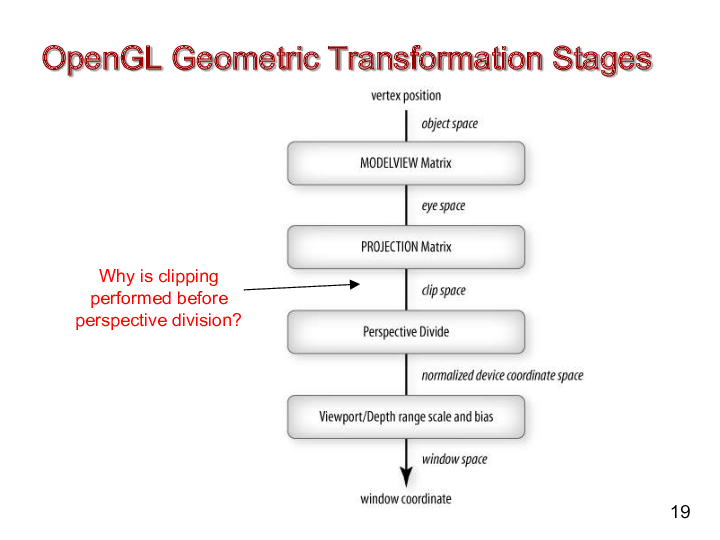 OpenGL Geometric Transformation Stages
vertex position
object space
MODELVIEW Matrix
eye space
PROJECTION Matrix
Why is clipping
performed before
perspective division?
clip space
Perspective Divide
normalized device coordinate space
Viewport/Depth range scale and bias
window space
window coordinate
19